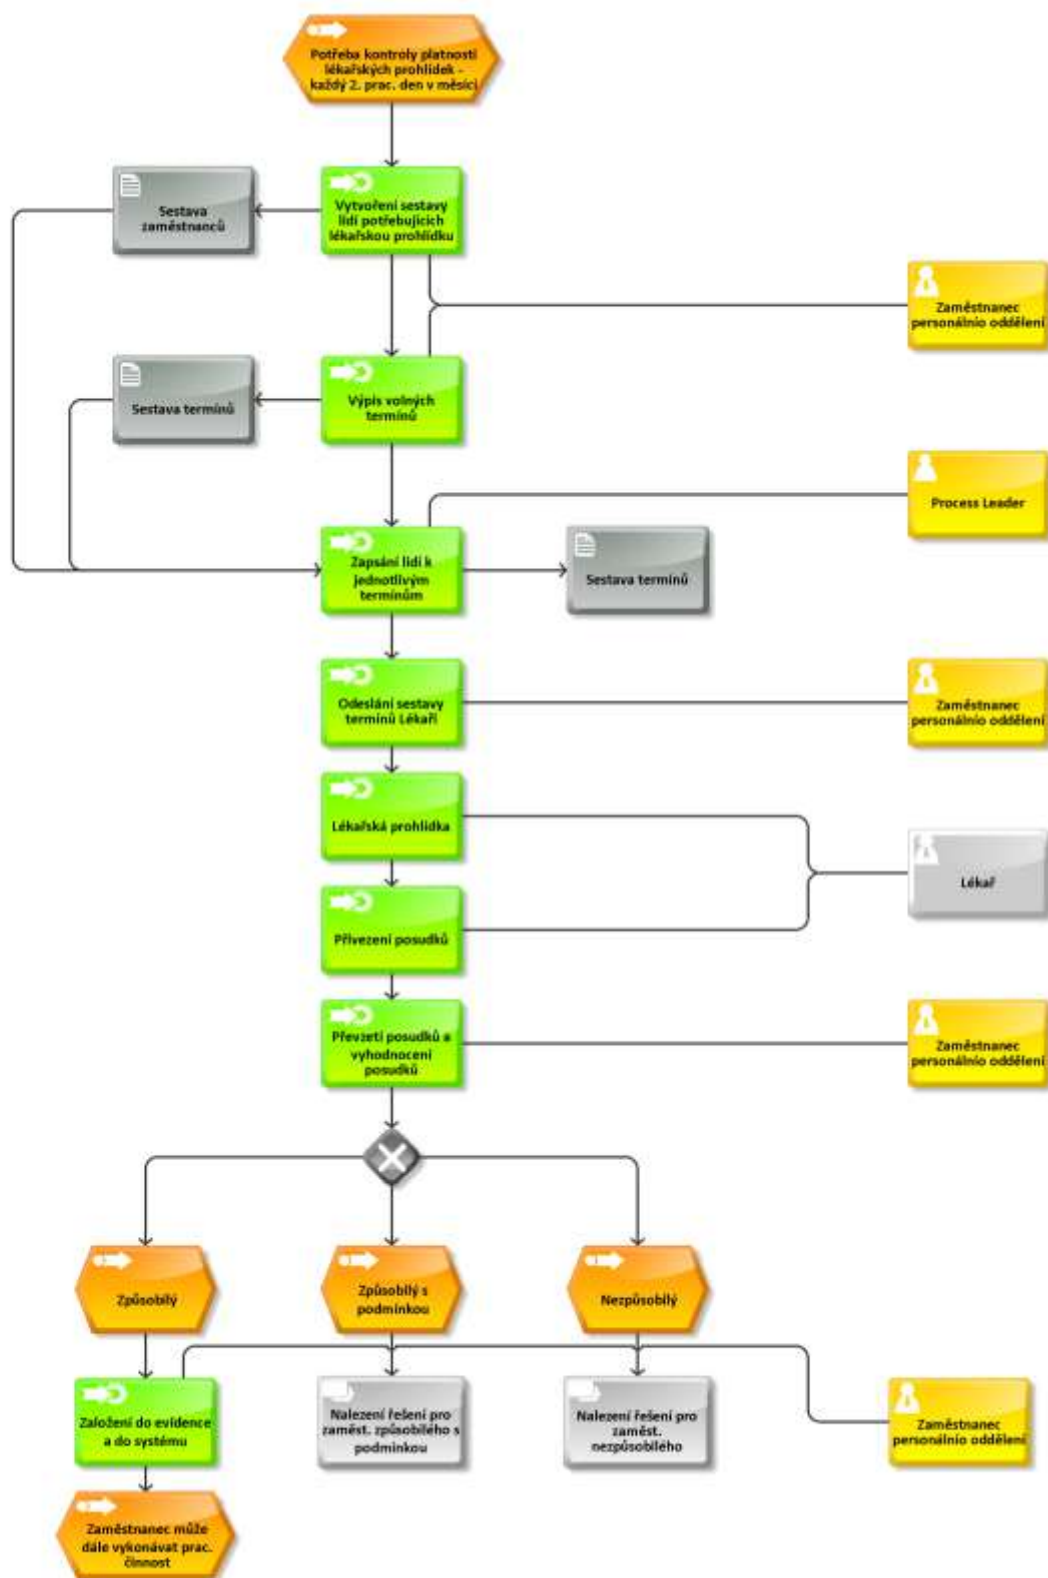 Potřeba kontroly platnosti
lékařských prohlídek -
každý 2. prac. den v měsíci
Sestava
zaměstnanců
Vytvoření sestavy
lidí potřebujících
lékařskou prohlídku
Zaměstnanec
personálnío oddělení
Sestava termínů
Výpis volných
termínů
Process Leader
Zapsání lidí k
jednotlivým
termínům
Sestava termínů
Odeslání sestavy
termínů Lékaři
Zaměstnanec
personálnío oddělení
Lékařská prohlídka
Lékař
Přivezení posudků
Převzetí posudků a
vyhodnocení
posudků
Zaměstnanec
personálnío oddělení
Způsobilý
Způsobilý s
podmínkou
Nezpůsobilý
Založení do evidence
a do systému
Nalezení řešení pro
zaměst. způsobilého s
podmínkou
Nalezení řešení pro
zaměst.
nezpůsobilého
Zaměstnanec
personálnío oddělení
Zaměstnanec může
dále vykonávat prac.
činnost